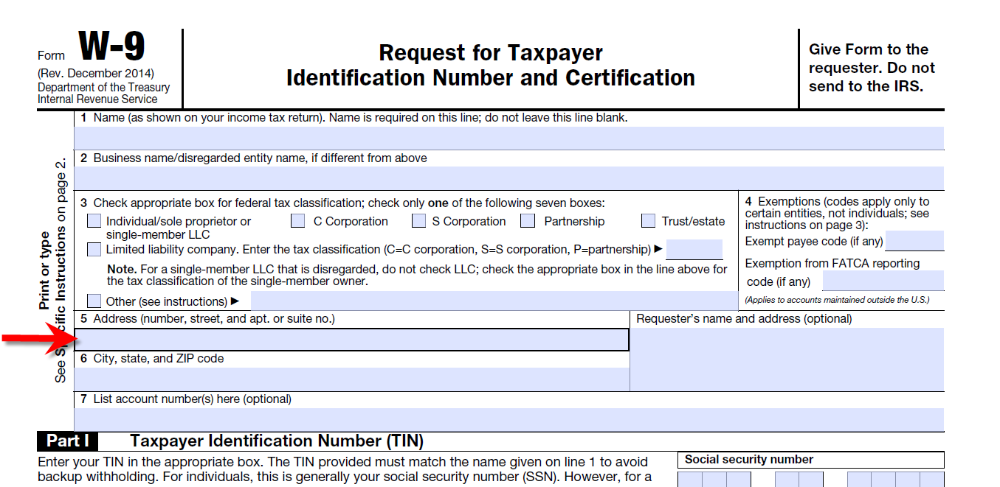 Form W-9
(Rev. December 2014)
Department of the Treasury
Internal Revenue Service
Request for Taxpayer
Identification Number and Certification
Give Form to the
requester. Do not
send to the IRS.
Print or type
See Specific Instructions on page 2.
1 Name (as shown on your income tax return). Name is required on this line; do not leave this line blank.
2 Business name/disregarded entity name, if different from above
3 Check appropriate box for federal tax classification; check only one of the following seven boxes:
Individual/sole proprietor or
single-member LLC
C Corporation
S Corporation
Partnership
Trust/estate
Limited liability company. Enter the tax classification (C=C corporation, S=S corporation, P=partnership) ▶
Note. For a single-member LLC that is disregarded, do not check LLC; check the appropriate box in the line above for
the tax classification of the single-member owner.
Other (see instructions) ▶
4 Exemptions (codes apply only to
certain entities, not individuals; see
instructions on page 3):
Exempt payee code (if any)
Exemption from FATCA reporting
code (if any)
(Applies to accounts maintained outside the U.S.)
5 Address (number, street, and apt. or suite no.)
Requester's name and address (optional)
6 City, state, and ZIP code
7 List account number(s) here (optional)
Part I Taxpayer Identification Number (TIN)
Enter your TIN in the appropriate box. The TIN provided must match the name given on line 1 to avoid
backup withholding. For individuals, this is generally your social security number (SSN). However, for a
Social security number